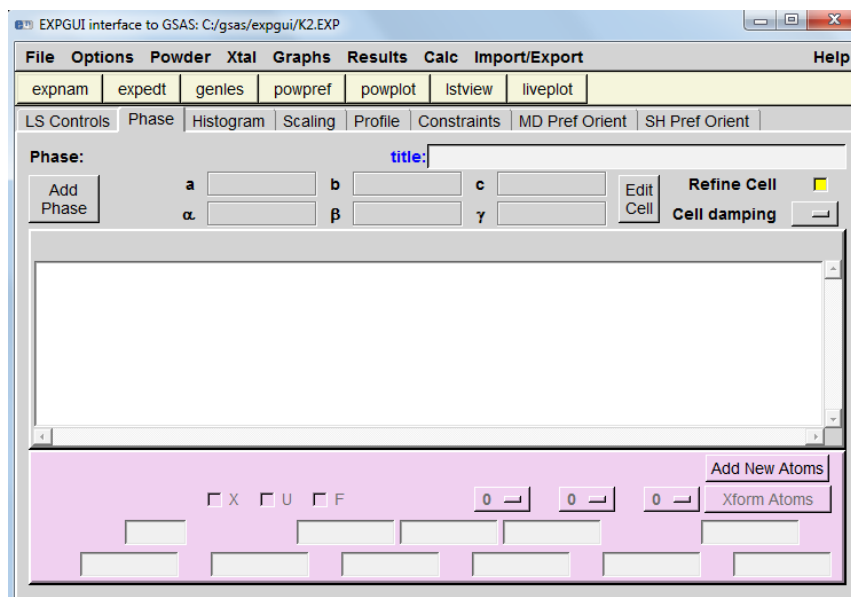 EXPGUI interface to GSAS: C:/gsas/expgui/K2.EXP
File Options Powder Xtal Graphs Results Calc Import/Export Help
expnam expedt genles powpref powplot lstview liveplot
LS Controls Phase Histogram Scaling Profile Constraints MD Pref Orient SH Pref Orient
Phase: title:
Add Phase a b c Edit Cell Refine Cell
α β γ Cell damping
Add New Atoms
X U F 0 0 0 Xform Atoms